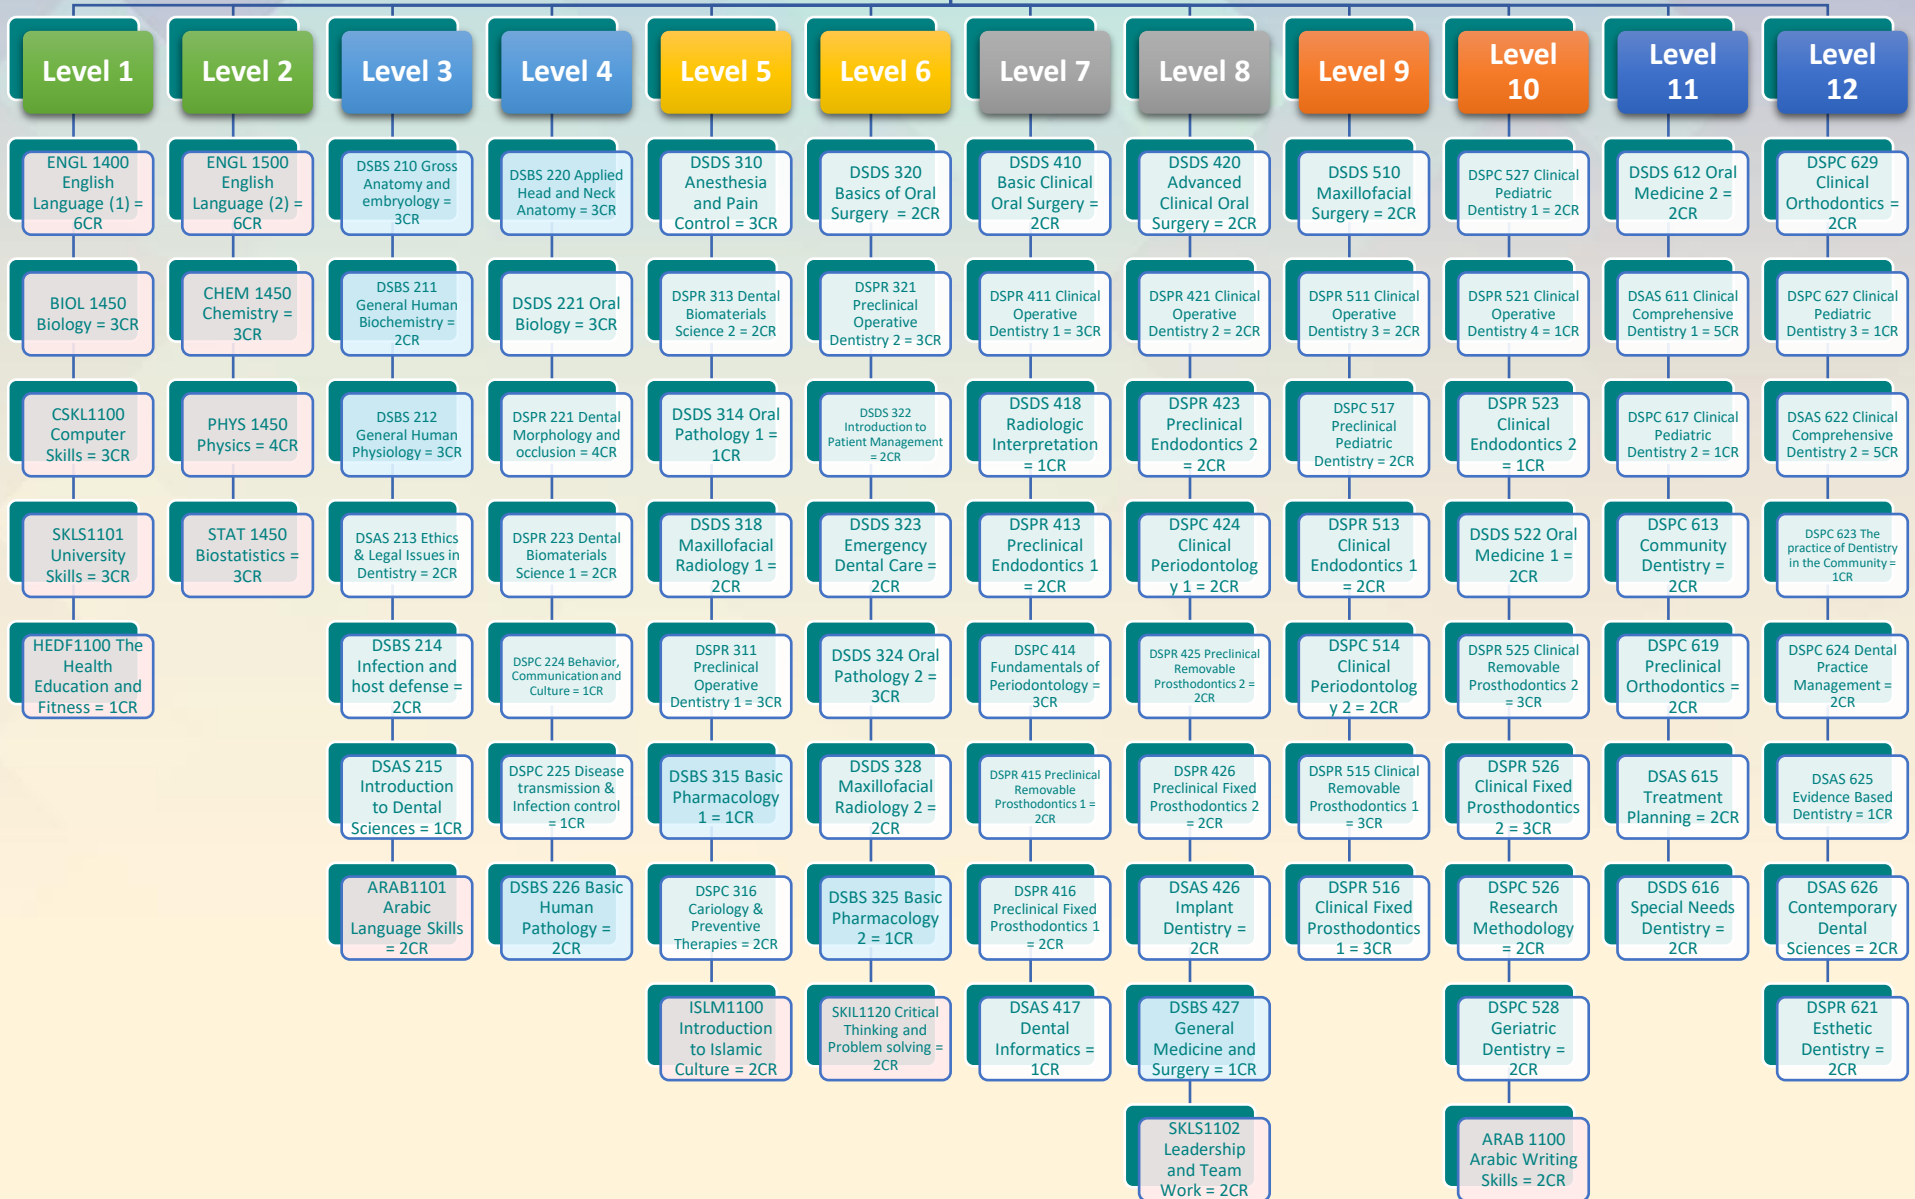 Level 1
ENGL 1400
English
Language (1) =
6CR
BIOL 1450
Biology = 3CR
CSKL1100
Computer
Skills = 3CR
SKLS1101
University
Skills = 3CR
HEDF1100 The
Health
Education and
Fitness = 1CR
Level 2
ENGL 1500
English
Language (2) =
6CR
CHEM 1450
Chemistry =
3CR
PHYS 1450
Physics = 4CR
STAT 1450
Biostatistics =
3CR
Level 3
DSBS 210 Gross
Anatomy and
embryology =
3CR
DSBS 211
General Human
Biochemistry =
2CR
DSBS 212
General Human
Physiology = 3CR
DSAS 213 Ethics
& Legal Issues in
Dentistry = 2CR
DSBS 214
Infection and
host defense =
2CR
DSAS 215
Introduction
to Dental
Sciences = 1CR
ARAB1101
Arabic
Language Skills
= 2CR
Level 4
DSBS 220 Applied
Head and Neck
Anatomy = 3CR
DSDS 221 Oral
Biology = 3CR
DSPR 221 Dental
Morphology and
occlusion = 4CR
DSPR 223 Dental
Biomaterials
Science 1 = 2CR
DSPC 224 Behavior,
Communication and
Culture = 1CR
DSPC 225 Disease
transmission &
Infection control
= 1CR
DSBS 226 Basic
Human
Pathology =
2CR
Level 5
DSDS 310
Anesthesia
and Pain
Control = 3CR
DSPR 313 Dental
Biomaterials
Science 2 = 2CR
DSDS 314 Oral
Pathology 1 =
1CR
DSDS 318
Maxillofacial
Radiology 1 =
2CR
DSPR 311
Preclinical
Operative
Dentistry 1 = 3CR
DSBS 315 Basic
Pharmacology
1 = 1CR
DSPC 316
Cariology &
Preventive
Therapies = 2CR
ISLM1100
Introduction
to Islamic
Culture = 2CR
Level 6
DSDS 320
Basics of Oral
Surgery = 2CR
DSPR 321
Preclinical
Operative
Dentistry 2 = 3CR
DSDS 322
Introduction to
Patient Management
= 2CR
DSDS 323
Emergency
Dental Care =
2CR
DSDS 324 Oral
Pathology 2 =
3CR
DSDS 328
Maxillofacial
Radiology 2 =
2CR
DSBS 325 Basic
Pharmacology
2 = 1CR
SKIL1120 Critical
Thinking and
Problem solving =
2CR
Level 7
DSDS 410
Basic Clinical
Oral Surgery =
2CR
DSPR 411 Clinical
Operative
Dentistry 1 = 3CR
DSDS 418
Radiologic
Interpretation
= 1CR
DSPR 413
Preclinical
Endodontics 1
= 2CR
DSPC 414
Fundamentals of
Periodontology =
3CR
DSPR 415 Preclinical
Removable
Prosthodontics 1 =
2CR
DSPR 416
Preclinical Fixed
Prosthodontics 1
= 2CR
DSAS 417
Dental
Informatics =
1CR
Level 8
DSDS 420
Advanced
Clinical Oral
Surgery = 2CR
DSPR 421 Clinical
Operative
Dentistry 2 = 2CR
DSPR 423
Preclinical
Endodontics 2
= 2CR
DSPC 424
Clinical
Periodontolog
y 1 = 2CR
DSPR 425 Preclinical
Removable
Prosthodontics 2 =
2CR
DSPR 426
Preclinical Fixed
Prosthodontics 2
= 2CR
DSAS 426
Implant
Dentistry =
2CR
DSBS 427
General
Medicine and
Surgery = 1CR
SKLS1102
Leadership
and Team
Work = 2CR
Level 9
DSDS 510
Maxillofacial
Surgery = 2CR
DSPR 511 Clinical
Operative
Dentistry 3 = 2CR
DSPC 517
Preclinical
Pediatric
Dentistry = 2CR
DSPR 513
Clinical
Endodontics 1
= 2CR
DSPC 514
Clinical
Periodontolog
y 2 = 2CR
DSPR 515 Clinical
Removable
Prosthodontics 1
= 3CR
DSPR 516
Clinical Fixed
Prosthodontics
1 = 3CR
Level
10
DSPC 527 Clinical
Pediatric
Dentistry 1 = 2CR
DSPR 521 Clinical
Operative
Dentistry 4 = 1CR
DSPR 523
Clinical
Endodontics 2
= 1CR
DSDS 522 Oral
Medicine 1 =
2CR
DSPR 525 Clinical
Removable
Prosthodontics 2
= 3CR
DSPR 526
Clinical Fixed
Prosthodontics
2 = 3CR
DSPC 526
Research
Methodology
= 2CR
DSPC 528
Geriatric
Dentistry =
2CR
ARAB 1100
Arabic Writing
Skills = 2CR
Level
11
DSDS 612 Oral
Medicine 2 =
2CR
DSAS 611 Clinical
Comprehensive
Dentistry 1 = 5CR
DSPC 617 Clinical
Pediatric
Dentistry 2 = 1CR
DSPC 613
Community
Dentistry =
2CR
DSPC 619
Preclinical
Orthodontics =
2CR
DSAS 615
Treatment
Planning = 2CR
DSDS 616
Special Needs
Dentistry =
2CR
Level
12
DSPC 629
Clinical
Orthodontics =
2CR
DSPC 627 Clinical
Pediatric
Dentistry 3 = 1CR
DSAS 622 Clinical
Comprehensive
Dentistry 2 = 5CR
DSPC 623 The
practice of Dentistry
in the Community =
1CR
DSPC 624 Dental
Practice
Management =
2CR
DSAS 625
Evidence Based
Dentistry = 1CR
DSAS 626
Contemporary
Dental
Sciences = 2CR
DSPR 621
Esthetic
Dentistry =
2CR